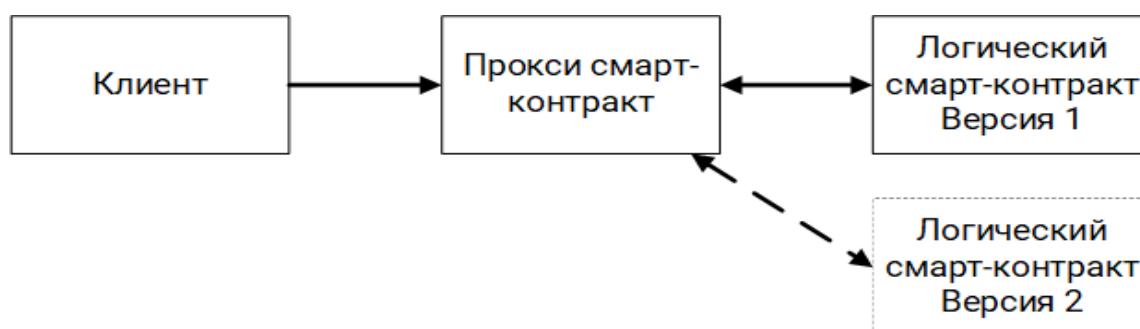 Клиент
Прокси смарт-
контракт
Логический
смарт-контракт
Версия 1
Логический
смарт-контракт
Версия 2